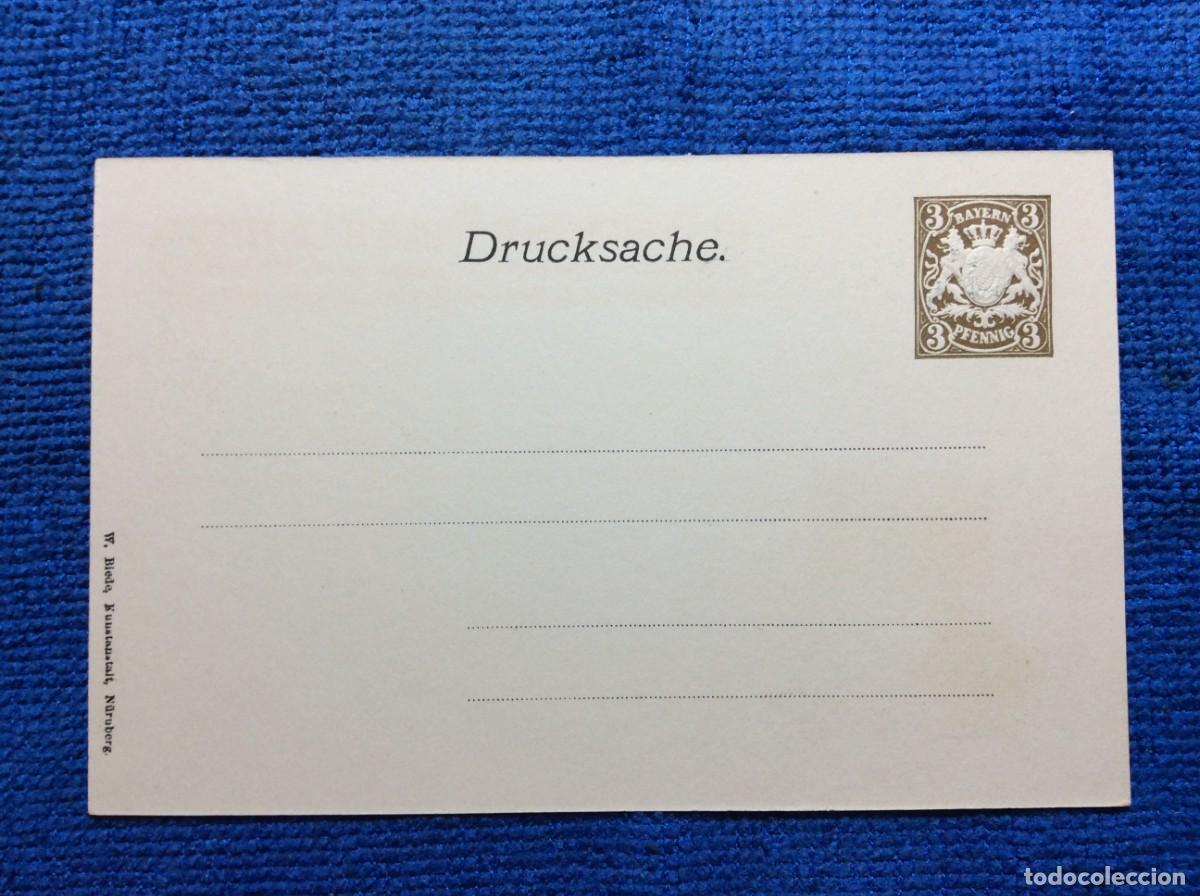 Drucksache.
3 BAYERN 3
3 PFENNIG 3
W. Biede, Kunstanstalt, Nürnberg.
todocoleccion